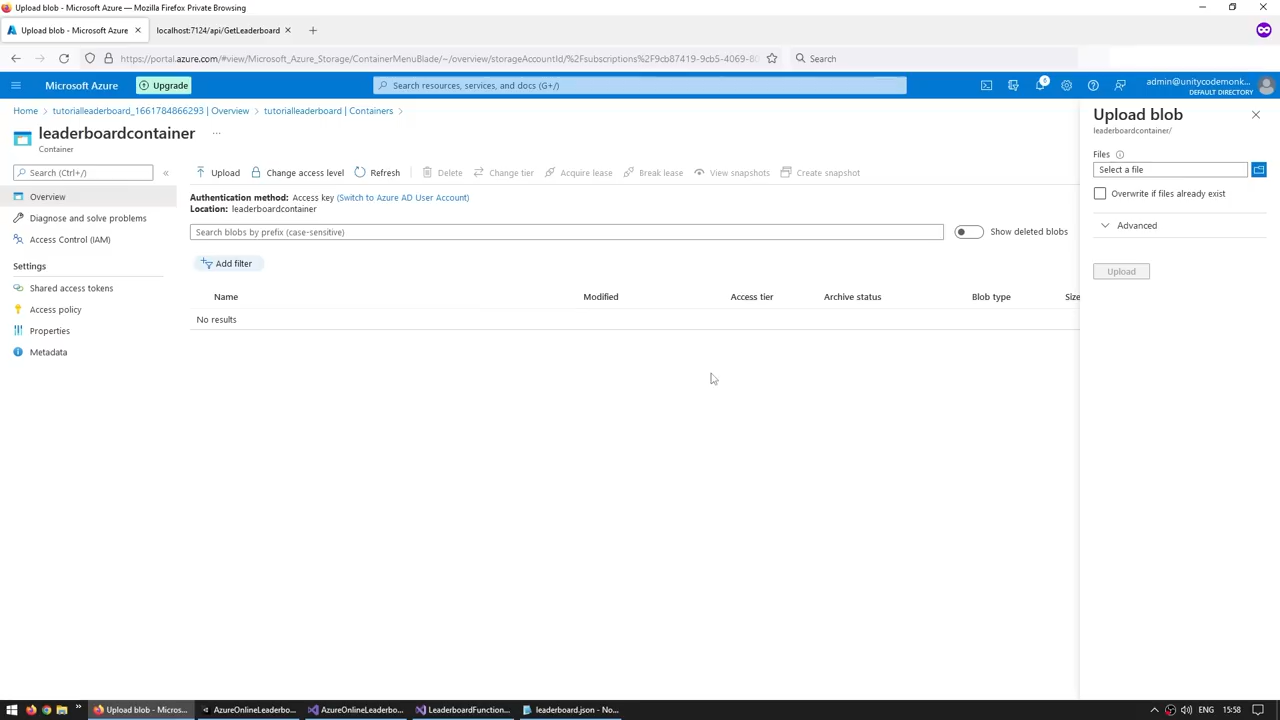 Upload blob - Microsoft Azure — Mozilla Firefox Private Browsing
Upload blob - Microsoft Azure
localhost:7124/api/GetLeaderboard
https://portal.azure.com/#view/Microsoft_Azure_Storage/ContainerMenuBlade/~/overview/storageAccountId/%2Fsubscriptions%2F9cb87419-9cb5-4069-8
Search
Microsoft Azure
Upgrade
Search resources, services, and docs (G+/)
6
admin@unitycodemonk...
DEFAULT DIRECTORY
Home
tutorialleaderboard_1661784866293 | Overview
tutorialleaderboard | Containers
leaderboardcontainer
...
Container
Search (Ctrl+/)
«
Overview
Diagnose and solve problems
Access Control (IAM)
Settings
Shared access tokens
Access policy
Properties
Metadata
Upload
Change access level
Refresh
Delete
Change tier
Acquire lease
Break lease
View snapshots
Create snapshot
Authentication method: Access key (Switch to Azure AD User Account)
Location: leaderboardcontainer
Search blobs by prefix (case-sensitive)
Show deleted blobs
Add filter
Name
Modified
Access tier
Archive status
Blob type
Size
No results
Upload blob
leaderboardcontainer/
Files
Select a file
Overwrite if files already exist
Advanced
Upload
Upload blob - Micros...
AzureOnlineLeaderbo...
AzureOnlineLeaderbo...
LeaderboardFunction...
leaderboard.json - No...
ENG
15:58